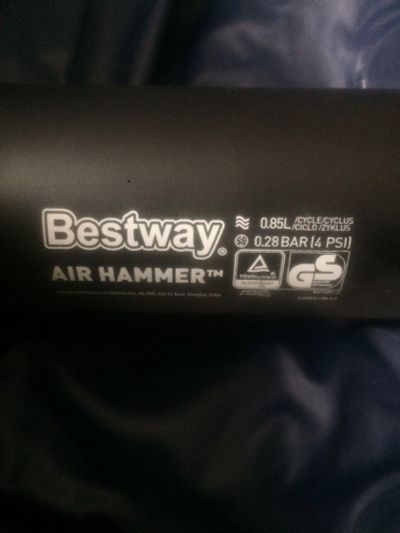 Bestway®
AIR HAMMER™
0.85L /CYCLE/CYCLUS
/CICLO /ZYKLUS
0.28 BAR (4 PSI)
GS